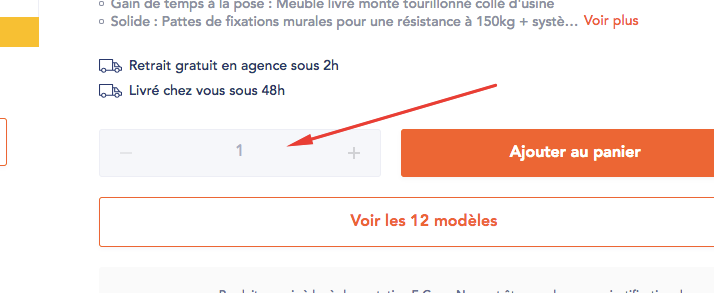 Gain de temps à la pose : Meuble livré monté tourillonné collé d'usine
Solide : Pattes de fixations murales pour une résistance à 150kg + systè… Voir plus
Retrait gratuit en agence sous 2h
Livré chez vous sous 48h
− 1 +
Ajouter au panier
Voir les 12 modèles